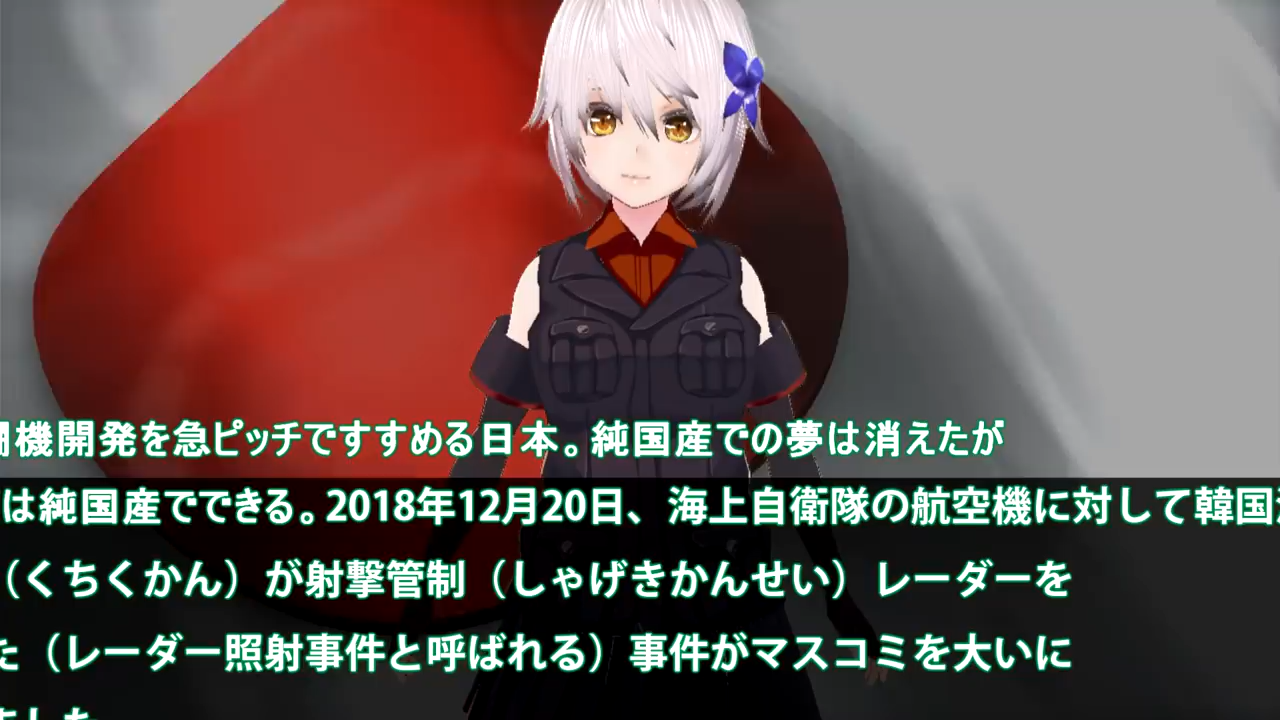 機開発を急ピッチですすめる日本。純国産での夢は消えたが
は純国産でできる。2018年12月20日、海上自衛隊の航空機に対して韓国
（くちくかん）が射撃管制（しゃげきかんせい）レーダーを
た（レーダー照射事件と呼ばれる）事件がマスコミを大いに
ました